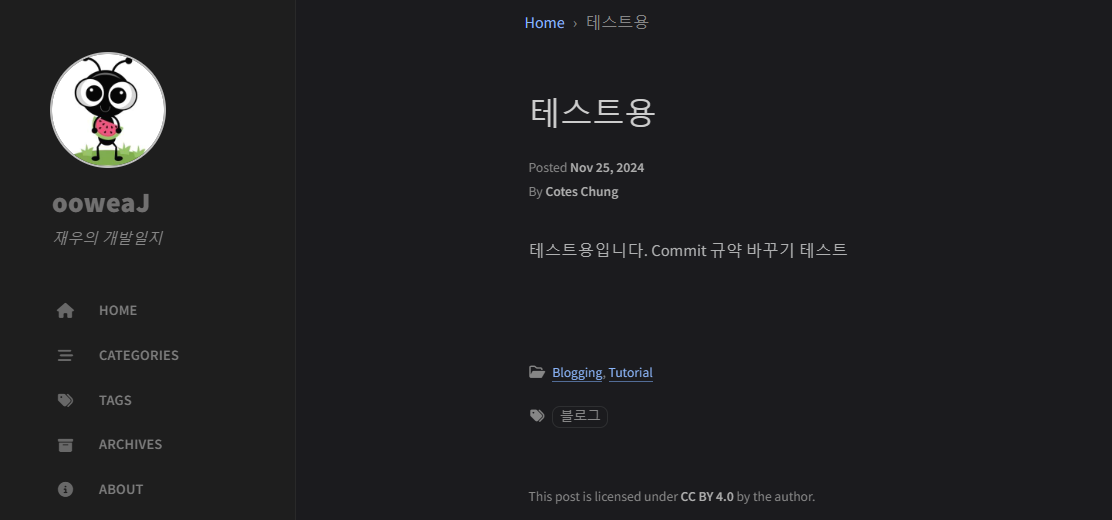 ooweaJ
재우의 개발일지
HOME
CATEGORIES
TAGS
ARCHIVES
ABOUT
Home › 테스트용
테스트용
Posted Nov 25, 2024
By Cotes Chung
테스트용입니다. Commit 규약 바꾸기 테스트
Blogging, Tutorial
블로그
This post is licensed under CC BY 4.0 by the author.